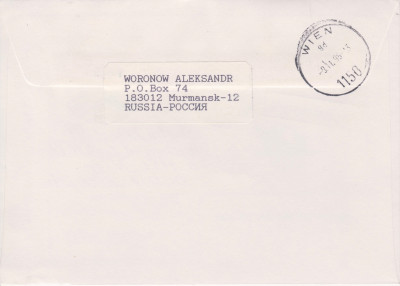 WORONOW ALEKSANDR
P.O.Box 74
183012 Murmansk-12
RUSSIA-РОССИЯ
WIEN
1150